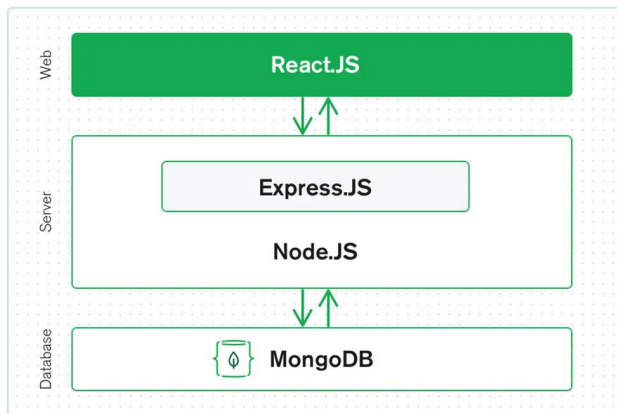 Web
React.JS
Server
Express.JS
Node.JS
Database
MongoDB